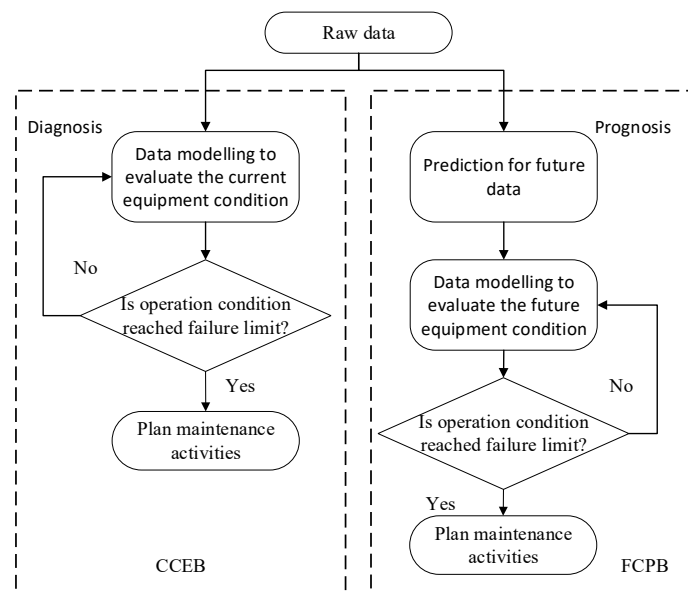 Raw data
Diagnosis
Data modelling to
evaluate the current
equipment condition
No
Is operation condition
reached failure limit?
Yes
Plan maintenance
activities
CCEB
Prognosis
Prediction for future
data
Data modelling to
evaluate the future
equipment condition
No
Is operation condition
reached failure limit?
Yes
Plan maintenance
activities
FCPB